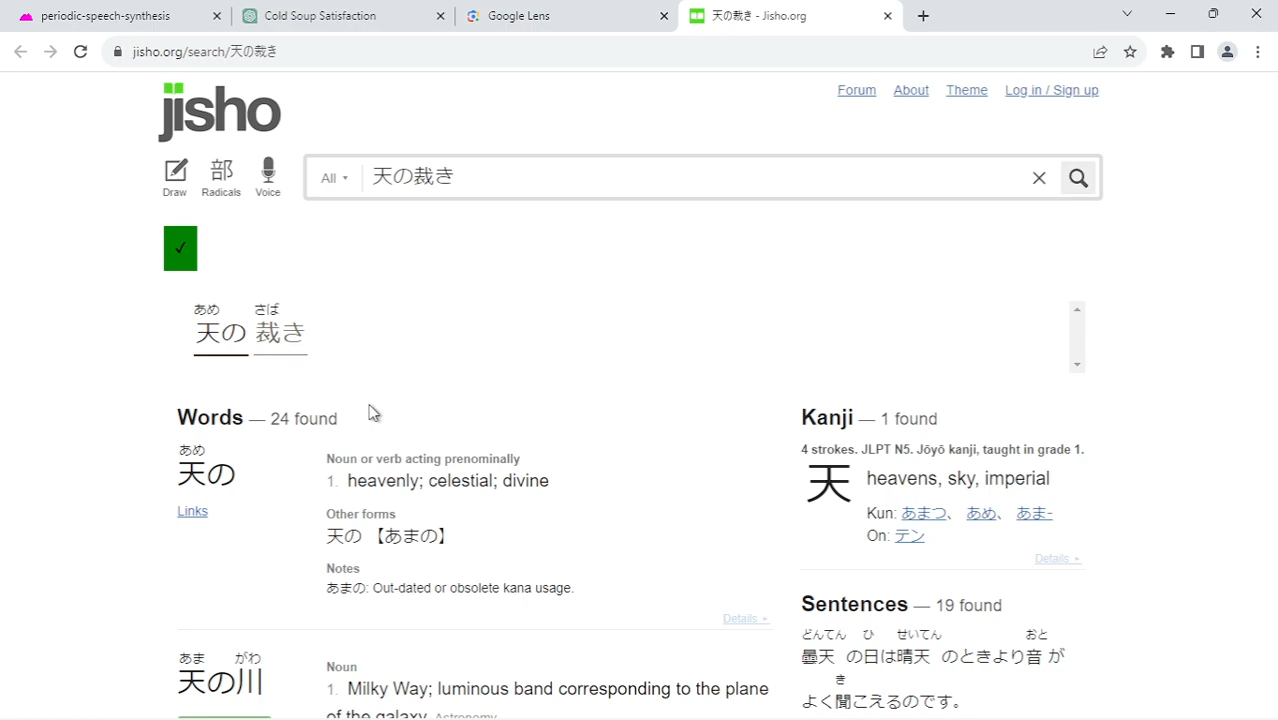 periodic-speech-synthesis
Cold Soup Satisfaction
Google Lens
天の裁き - Jisho.org
jisho.org/search/天の裁き
jisho
Forum About Theme Log in / Sign up
部
Draw Radicals Voice
All 天の裁き
✓
あめ さば
天の 裁き
Words — 24 found
あめ
天の
Links
Noun or verb acting prenominally
1. heavenly; celestial; divine
Other forms
天の 【あまの】
Notes
あまの: Out-dated or obsolete kana usage.
Details
あま がわ
天の川
Noun
1. Milky Way; luminous band corresponding to the plane
of the galaxy Astronomy
Kanji — 1 found
4 strokes. JLPT N5. Jōyō kanji, taught in grade 1.
天
heavens, sky, imperial
Kun: あまつ、 あめ、 あま-
On: テン
Details
Sentences — 19 found
どんてん ひ せいてん おと
曇天 の日は晴天 のときより音 が
き
よく聞こえるのです。